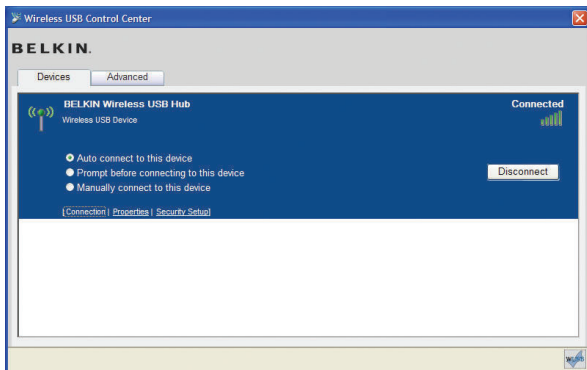 Wireless USB Control Center
BELKIN.
Devices
Advanced
BELKIN Wireless USB Hub
Connected
Wireless USB Device
Auto connect to this device
Prompt before connecting to this device
Disconnect
Manually connect to this device
[Connection | Properties | Security Setup]